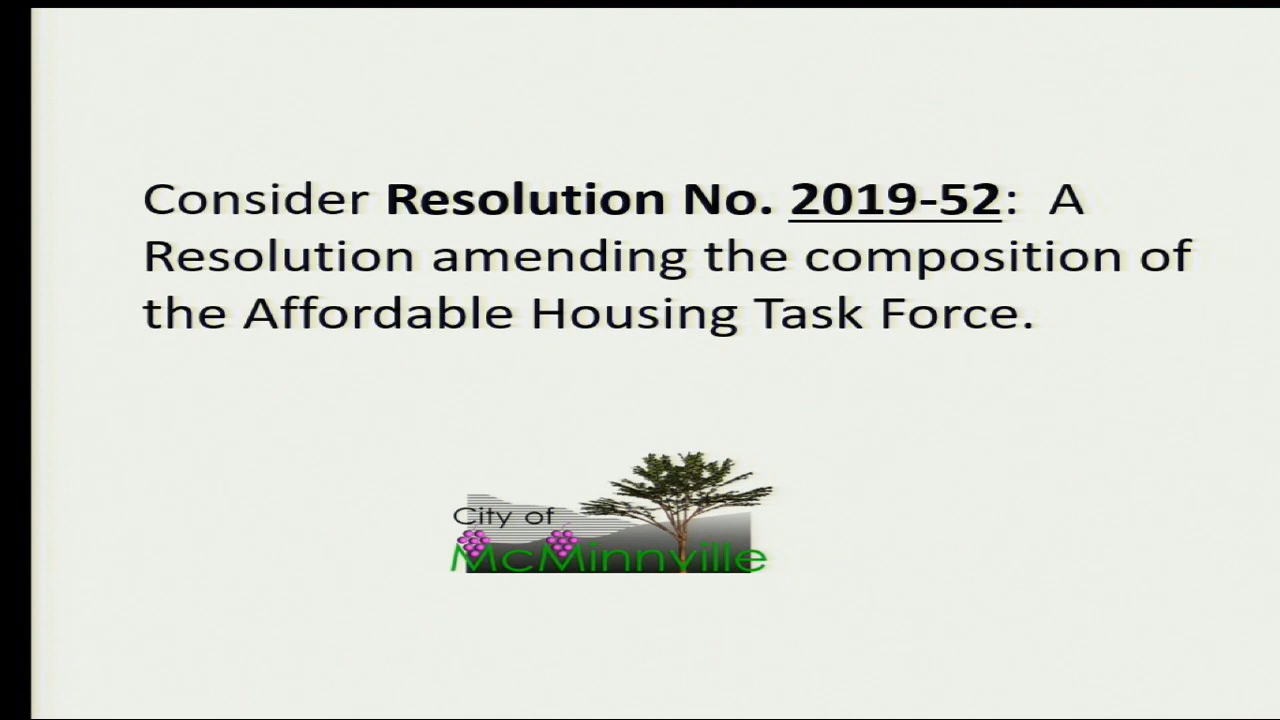 Consider Resolution No. 2019-52:  A
Resolution amending the composition of
the Affordable Housing Task Force.
City of
McMinnville